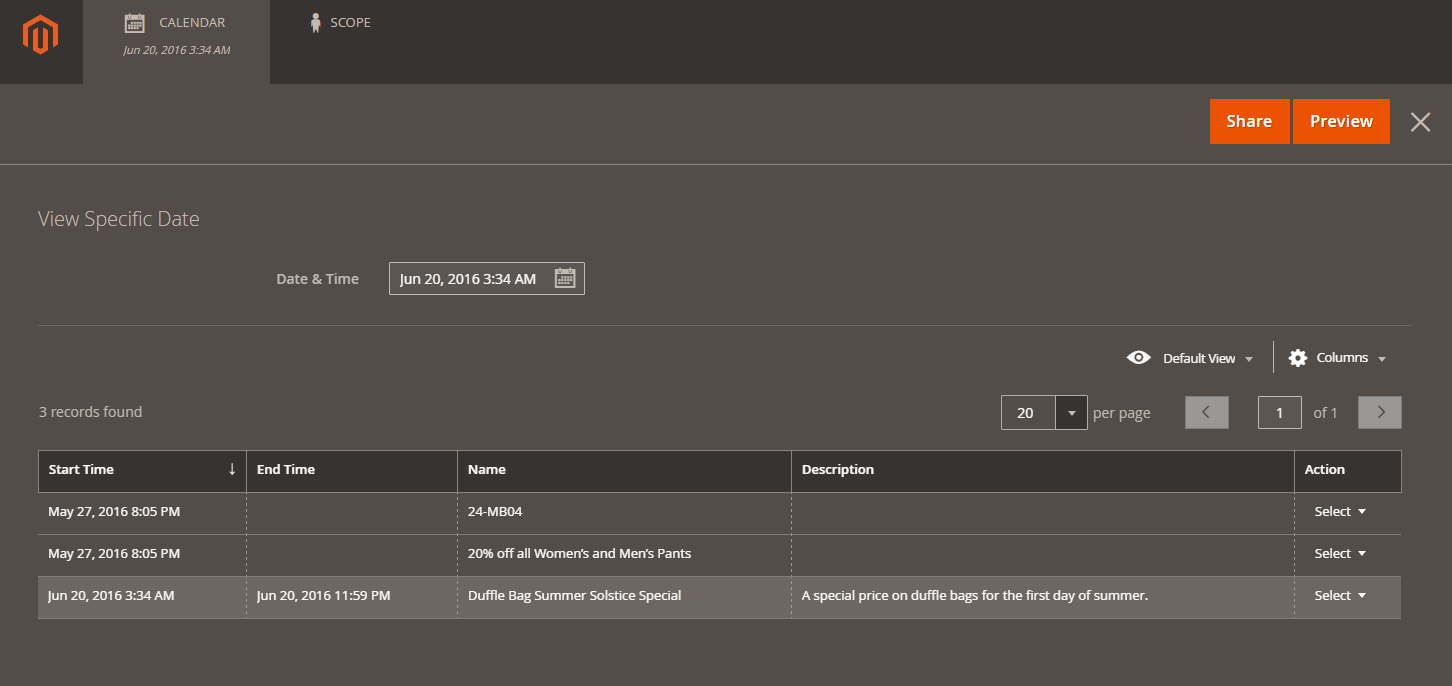 CALENDAR
Jun 20, 2016 3:34 AM
SCOPE
Share Preview
View Specific Date
Date & Time Jun 20, 2016 3:34 AM
Default View Columns
3 records found 20 per page 1 of 1
Start Time End Time Name Description Action
May 27, 2016 8:05 PM 24-MB04 Select
May 27, 2016 8:05 PM 20% off all Women’s and Men’s Pants Select
Jun 20, 2016 3:34 AM Jun 20, 2016 11:59 PM Duffle Bag Summer Solstice Special A special price on duffle bags for the first day of summer. Select